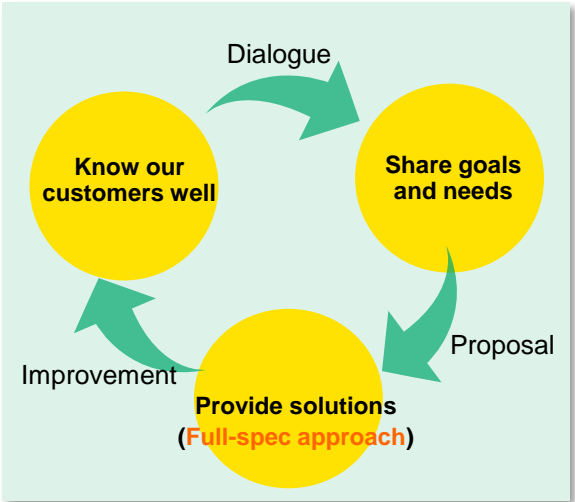 Dialogue
Know our
customers well
Share goals
and needs
Proposal
Improvement
Provide solutions
(Full-spec approach)